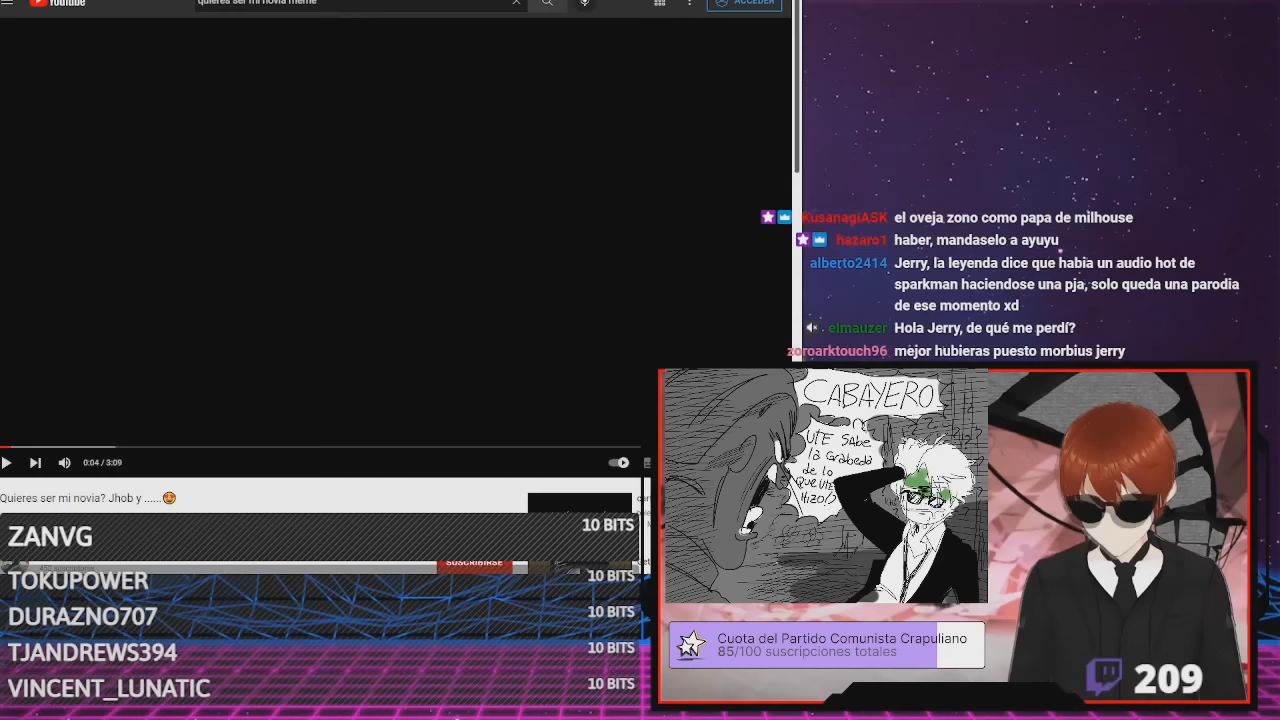 YouTube
quieres ser mi novia meme
ACCEDER
KusanagiASK el oveja zono como papa de milhouse
hazaro1 haber, mandaselo a ayuyu
alberto2414 Jerry, la leyenda dice que habia un audio hot de
sparkman haciendose una pja, solo queda una parodia
de ese momento xd
elmauzer Hola Jerry, de qué me perdí?
zoroarktouch96 mejor hubieras puesto morbius jerry
CABAYERO
UTE SABE
la Grabeda
de lo
que uste
Hizo?
0:04 / 3:09
Quieres ser mi novia? Jhob y ......😍
SUSCRIBIRSE
ZANVG 10 BITS
TOKUPOWER 10 BITS
DURAZNO707 10 BITS
TJANDREWS394 10 BITS
VINCENT_LUNATIC 10 BITS
Cuota del Partido Comunista Crapuliano
85/100 suscripciones totales
209